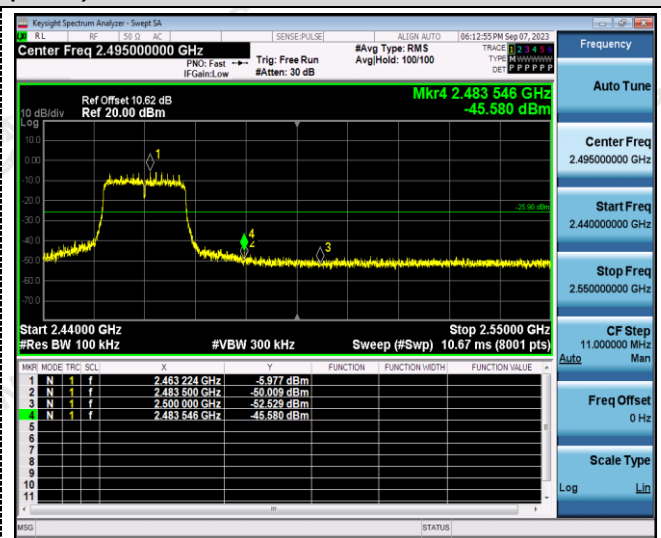 Keysight Spectrum Analyzer - Swept SA
RL RF 50 Ω AC SENSE:PULSE ALIGN AUTO 06:12:55 PM Sep 07, 2023
Center Freq 2.495000000 GHz
PNO: Fast
IFGain:Low
Trig: Free Run
#Atten: 30 dB
#Avg Type: RMS
Avg|Hold: 100/100
TRACE 1 2 3 4 5 6
TYPE M W W W W W
DET P P P P P P
Frequency
Auto Tune
Center Freq
2.495000000 GHz
Start Freq
2.440000000 GHz
Stop Freq
2.550000000 GHz
CF Step
11.000000 MHz
Auto Man
Freq Offset
0 Hz
Scale Type
Log Lin
Ref Offset 10.62 dB
10 dB/div Ref 20.00 dBm
Log
Mkr4 2.483 546 GHz
-45.580 dBm
10.0
0.00
-10.0
-20.0
-30.0
-40.0
-50.0
-60.0
-70.0
1
4
2
3
-25.90 dBm
Start 2.44000 GHz Stop 2.55000 GHz
#Res BW 100 kHz #VBW 300 kHz Sweep (#Swp) 10.67 ms (8001 pts)
MKR MODE TRC SCL X Y FUNCTION FUNCTION WIDTH FUNCTION VALUE
1 N 1 f 2.463 224 GHz -5.977 dBm
2 N 1 f 2.483 500 GHz -50.009 dBm
3 N 1 f 2.500 000 GHz -52.529 dBm
4 N 1 f 2.483 546 GHz -45.580 dBm
5
6
7
8
9
10
11
MSG STATUS